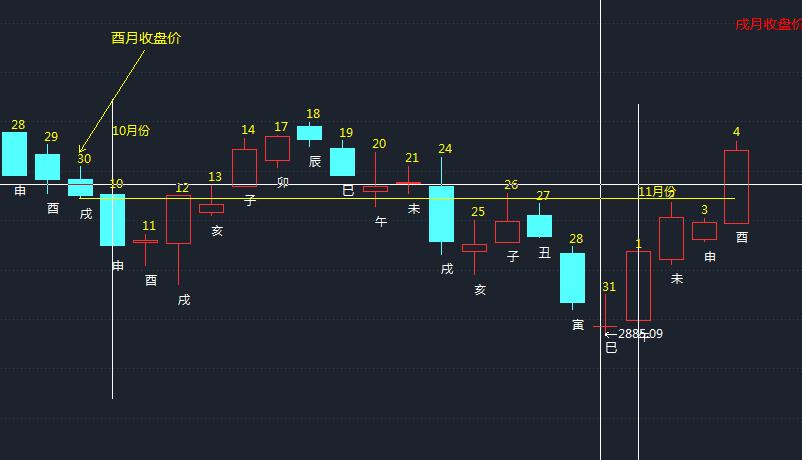 戌月收盘价
酉月收盘价
28
29
30
10月份
10
11
12
13
14
17
18
19
20
21
24
25
26
27
28
31
11月份
1
2
3
4
申
酉
戌
申
酉
戌
亥
子
卯
辰
巳
午
未
戌
亥
子
丑
寅
巳
2885.09
未
申
酉